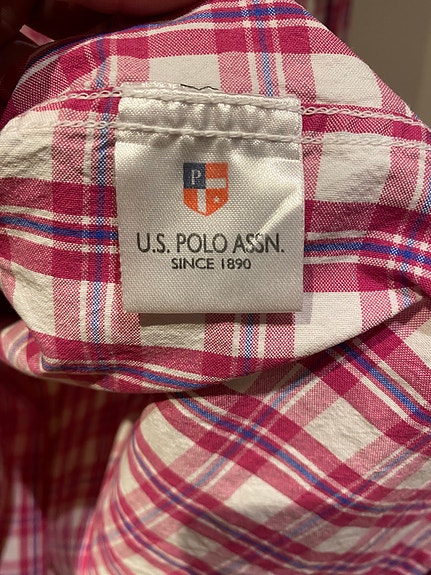 P
U.S. POLO ASSN.
SINCE 1890